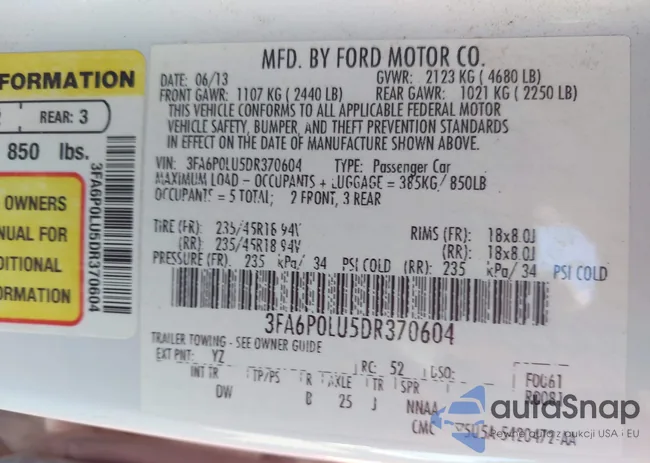 FORMATION
REAR: 3
850 lbs.
OWNERS
NUAL FOR
DITIONAL
ORMATION
3FA6P0LU5DR370604
MFD. BY FORD MOTOR CO.
DATE: 06/13 GVWR: 2123 KG ( 4680 LB)
FRONT GAWR: 1107 KG ( 2440 LB) REAR GAWR: 1021 KG ( 2250 LB)
THIS VEHICLE CONFORMS TO ALL APPLICABLE FEDERAL MOTOR
VEHICLE SAFETY, BUMPER, AND THEFT PREVENTION STANDARDS
IN EFFECT ON THE DATE OF MANUFACTURE SHOWN ABOVE.
VIN: 3FA6P0LU5DR370604 TYPE: Passenger Car
MAXIMUM LOAD - OCCUPANTS + LUGGAGE = 385KG/850LB
OCCUPANTS = 5 TOTAL; 2 FRONT, 3 REAR
TIRE (FR): 235/45R18 94V RIMS (FR): 18x8.0J
(RR): 235/45R18 94V (RR): 18x8.0J
PRESSURE (FR): 235 kPa/ 34 PSI COLD (RR): 235 kPa/ 34 PSI COLD
3FA6P0LU5DR370604
TRAILER TOWING - SEE OWNER GUIDE
EXT PNT: YZ RC: 52 DSO: F0061
INT TR TP/PS R AXLE TR SPR
DW B 25 J NNAA
autoSnap